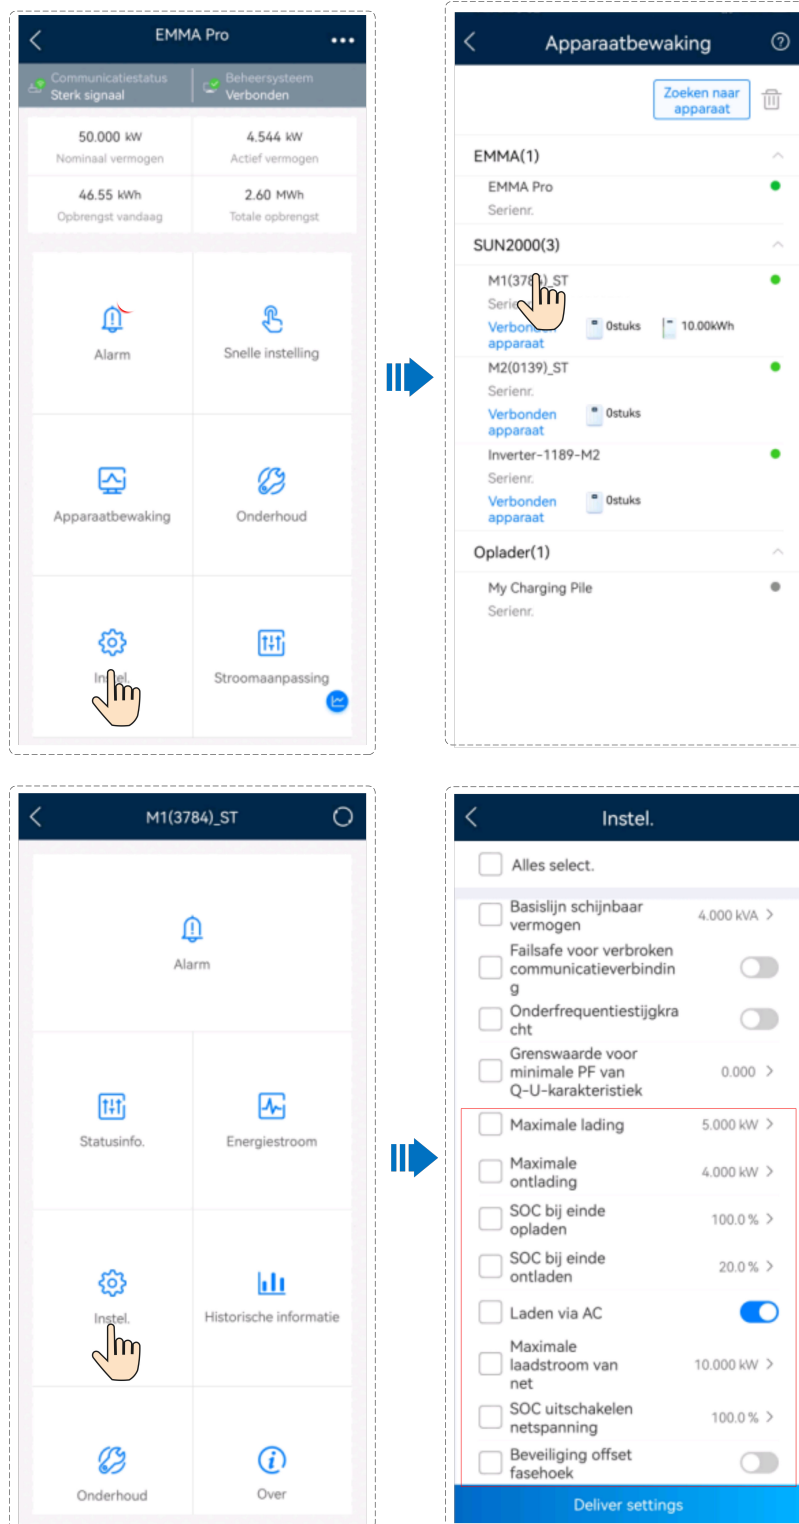 EMMA Pro
Communicatiestatus
Sterk signaal
Beheersysteem
Verbonden
50.000 kW
Nominaal vermogen
4.544 kW
Actief vermogen
46.55 kWh
Opbrengst vandaag
2.60 MWh
Totale opbrengst
Alarm
Snelle instelling
Apparaatbewaking
Onderhoud
Stroomaanpassing
Apparaatbewaking
Zoeken naar
apparaat
EMMA(1)
EMMA Pro
Serienr.
SUN2000(3)
apparaat
0stuks
10.00kWh
M2(0139)_ST
Serienr.
Verbonden
apparaat
0stuks
Inverter-1189-M2
Serienr.
Verbonden
apparaat
0stuks
Oplader(1)
My Charging Pile
Serienr.
M1(3784)_ST
Alarm
Statusinfo.
Energiestroom
Instel.
Historische informatie
Onderhoud
Over
Instel.
Alles select.
Basislijn schijnbaar
vermogen
4.000 kVA
Failsafe voor verbroken
communicatieverbindin
g
Onderfrequentiestijgkra
cht
Grenswaarde voor
minimale PF van
Q-U-karakteristiek
0.000
Maximale lading
5.000 kW
Maximale
ontlading
4.000 kW
SOC bij einde
opladen
100.0 %
SOC bij einde
ontladen
20.0 %
Laden via AC
Maximale
laadstroom van
net
10.000 kW
SOC uitschakelen
netspanning
100.0 %
Beveiliging offset
fasehoek
Deliver settings